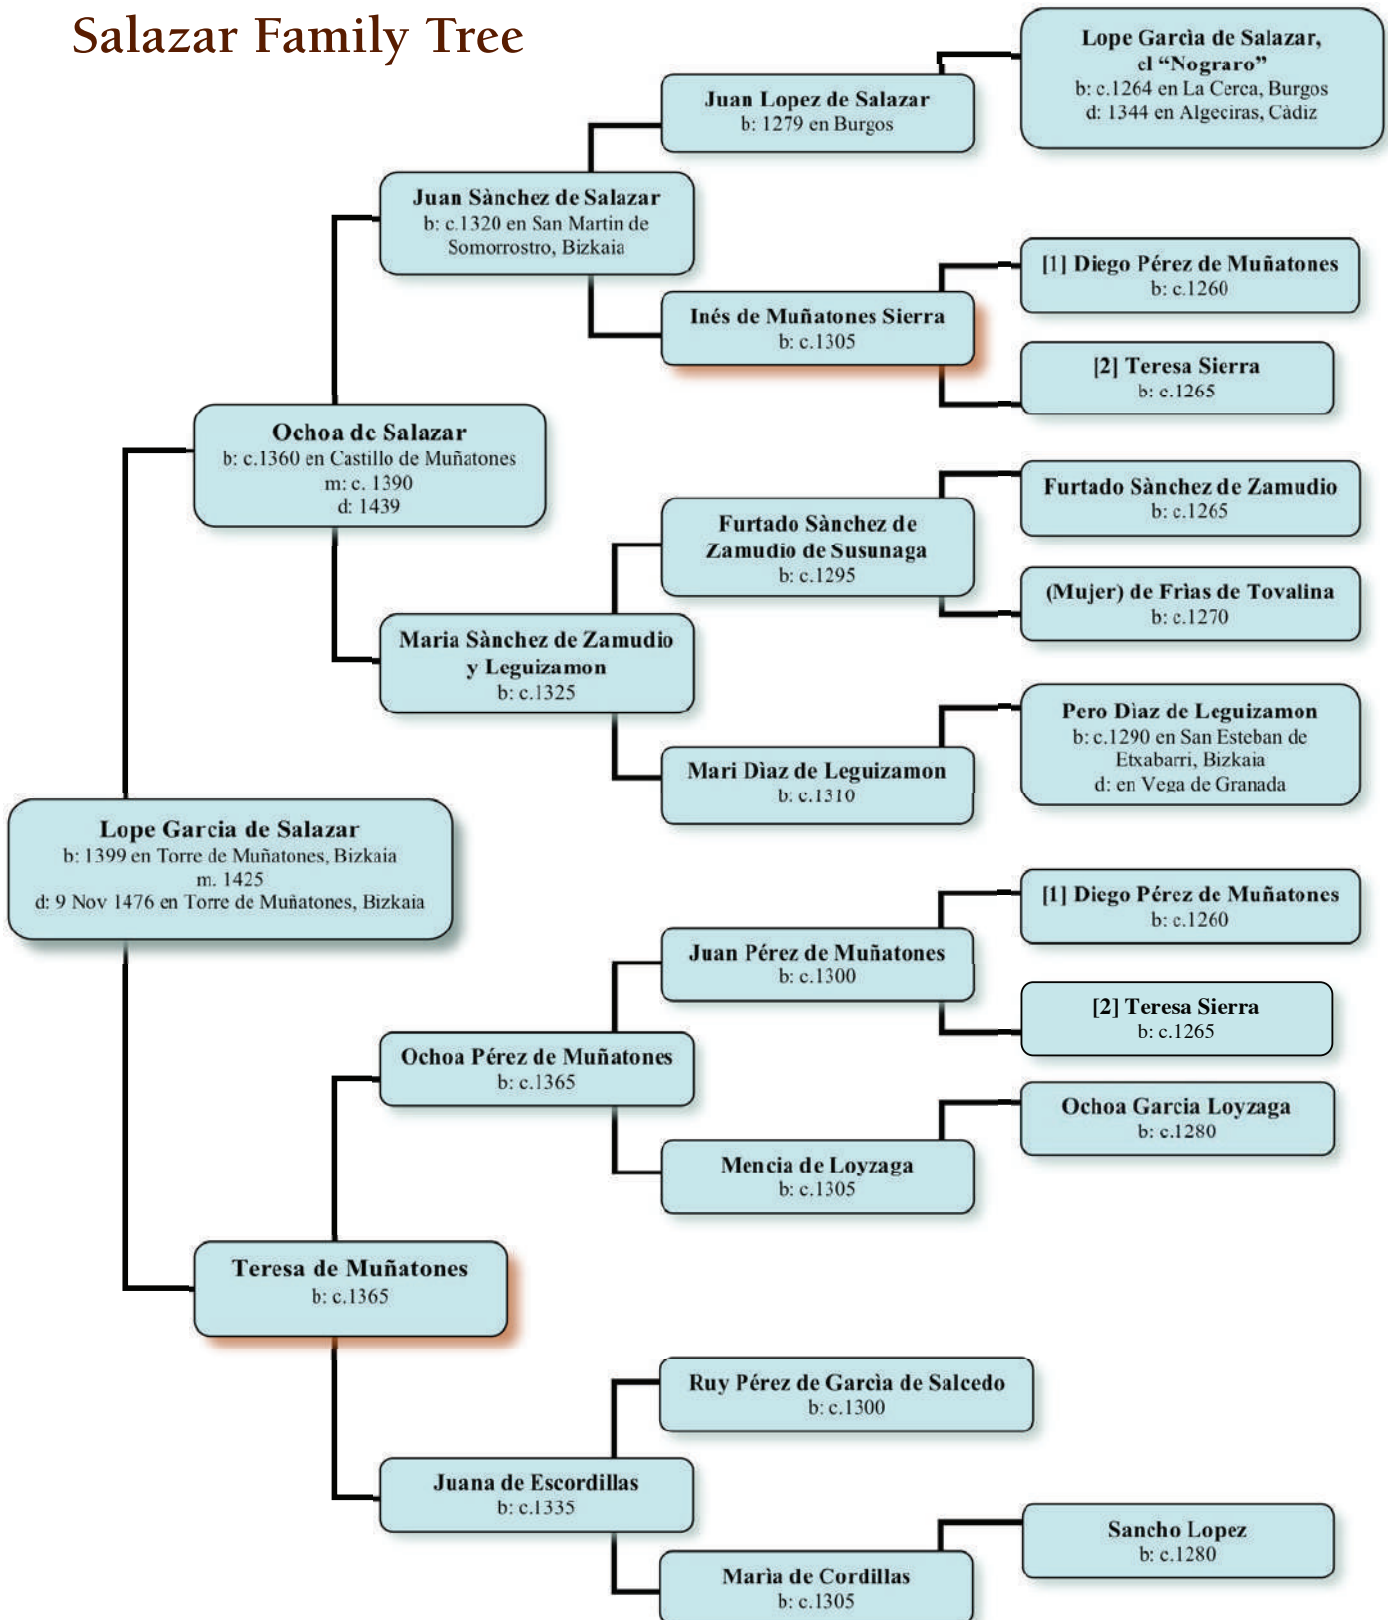 Salazar Family Tree
Lope Garcìa de Salazar,
el “Nograro”
b: c.1264 en La Cerca, Burgos
d: 1344 en Algeciras, Càdiz
Juan Lopez de Salazar
b: 1279 en Burgos
Juan Sànchez de Salazar
b: c.1320 en San Martin de
Somorrostro, Bizkaia
[1] Diego Pérez de Muñatones
b: c.1260
Inés de Muñatones Sierra
b: c.1305
[2] Teresa Sierra
b: c.1265
Ochoa de Salazar
b: c.1360 en Castillo de Muñatones
m: c. 1390
d: 1439
Furtado Sànchez de Zamudio
b: c.1265
Furtado Sànchez de
Zamudio de Susunaga
b: c.1295
(Mujer) de Frìas de Tovalina
b: c.1270
Maria Sànchez de Zamudio
y Leguizamon
b: c.1325
Pero Dìaz de Leguizamon
b: c.1290 en San Esteban de
Etxabarri, Bizkaia
d: en Vega de Granada
Mari Dìaz de Leguizamon
b: c.1310
Lope Garcia de Salazar
b: 1399 en Torre de Muñatones, Bizkaia
m. 1425
d: 9 Nov 1476 en Torre de Muñatones, Bizkaia
[1] Diego Pérez de Muñatones
b: c.1260
Juan Pérez de Muñatones
b: c.1300
[2] Teresa Sierra
b: c.1265
Ochoa Pérez de Muñatones
b: c.1365
Ochoa Garcia Loyzaga
b: c.1280
Mencia de Loyzaga
b: c.1305
Teresa de Muñatones
b: c.1365
Ruy Pérez de Garcìa de Salcedo
b: c.1300
Juana de Escordillas
b: c.1335
Sancho Lopez
b: c.1280
Marìa de Cordillas
b: c.1305